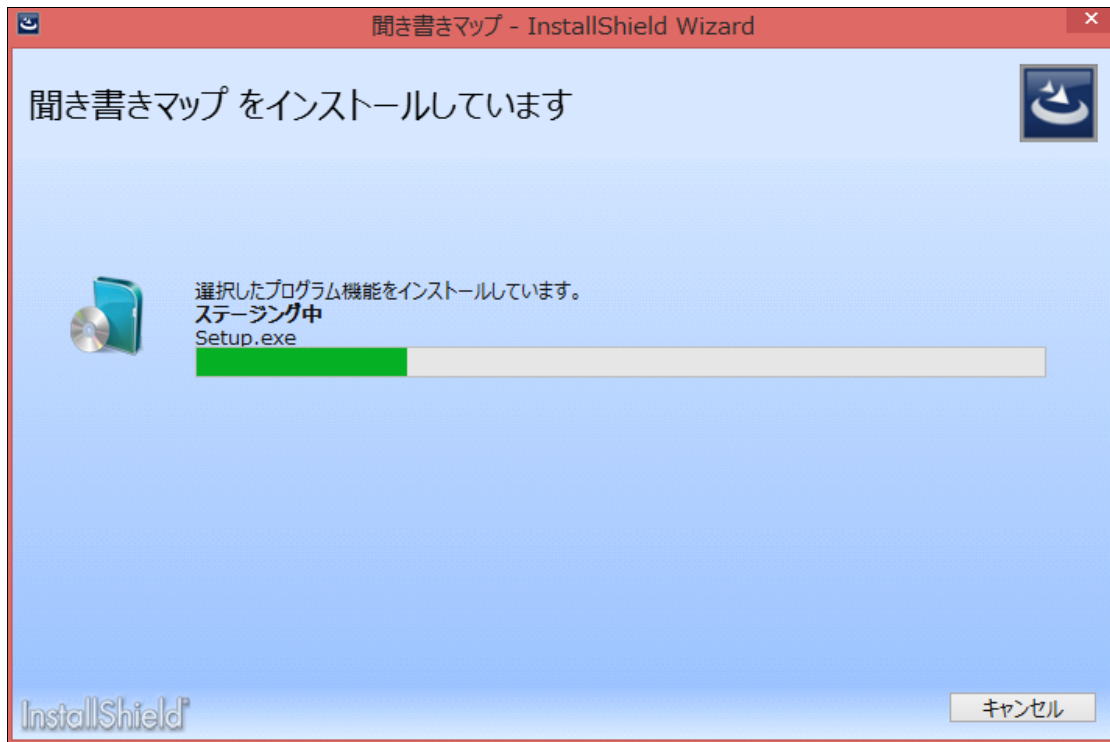 聞き書きマップ - InstallShield Wizard
聞き書きマップ をインストールしています
選択したプログラム機能をインストールしています。
ステージング中
Setup.exe
InstallShield
キャンセル